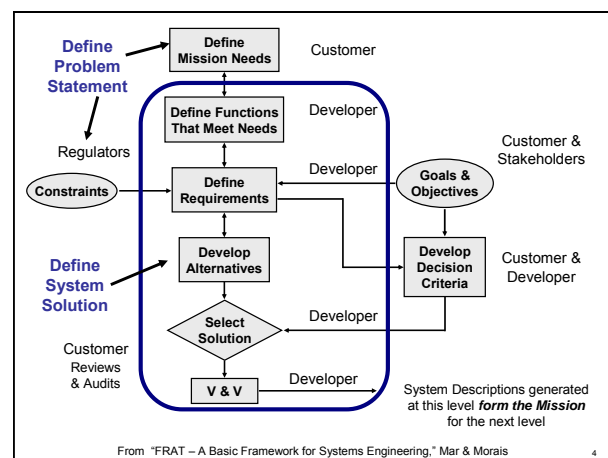 Define
Problem
Statement
Define
Mission Needs
Customer
Define Functions
That Meet Needs
Developer
Regulators
Constraints
Define
Requirements
Developer
Customer &
Stakeholders
Goals &
Objectives
Define
System
Solution
Develop
Alternatives
Develop
Decision
Criteria
Customer &
Developer
Select
Solution
Developer
Customer
Reviews
& Audits
V & V
Developer
System Descriptions generated
at this level form the Mission
for the next level
From "FRAT – A Basic Framework for Systems Engineering," Mar & Morais
4